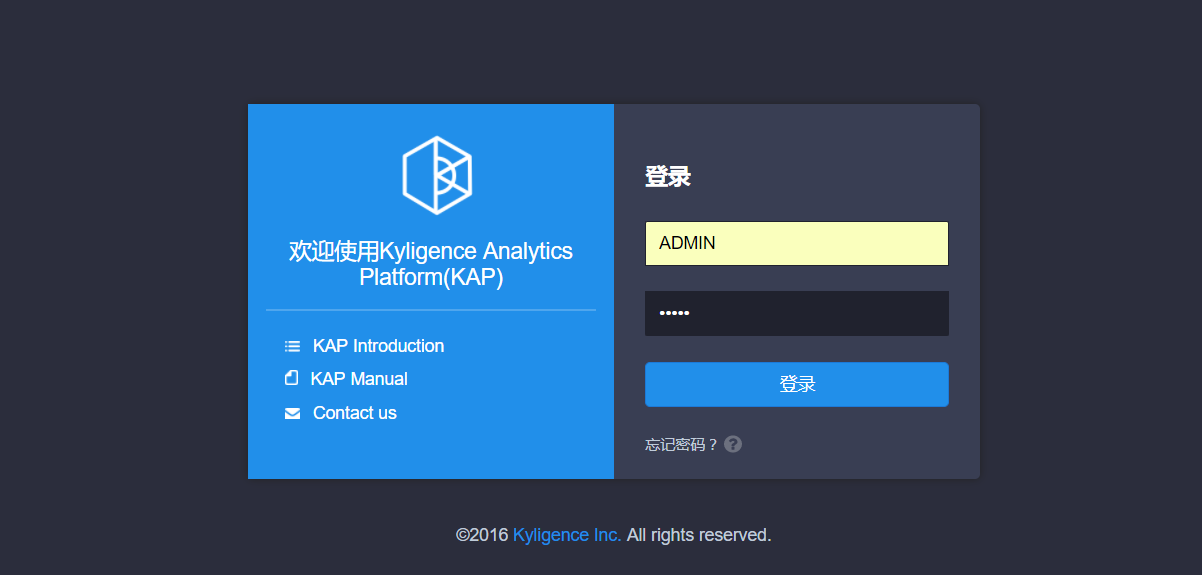 欢迎使用Kyligence Analytics
Platform(KAP)
KAP Introduction
KAP Manual
Contact us
登录
ADMIN
•••••
登录
忘记密码？
©2016 Kyligence Inc. All rights reserved.